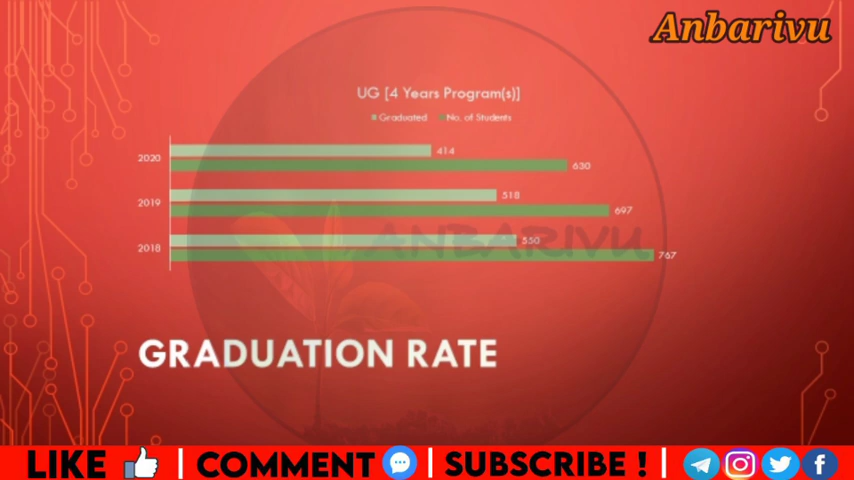 Anbarivu
UG [4 Years Program(s)]
Graduated No. of Students
2020 414
630
2019 518
697
2018 550
767
ANBARIVU
GRADUATION RATE
LIKE | COMMENT | SUBSCRIBE ! |